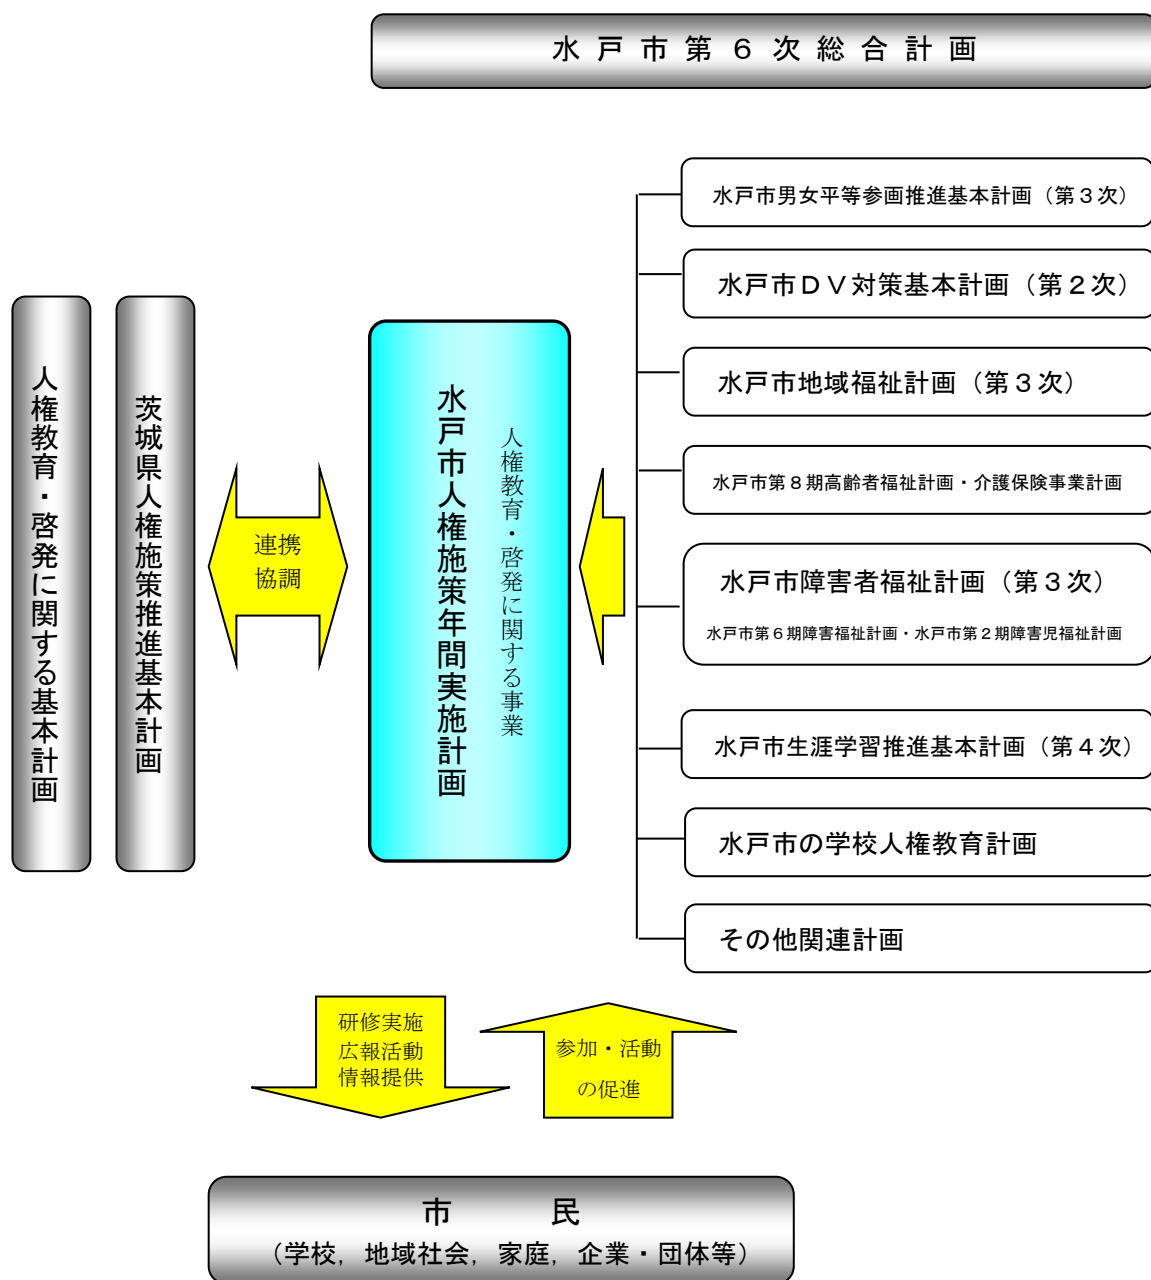 水戸市第６次総合計画
水戸市男女平等参画推進基本計画（第３次）
水戸市ＤＶ対策基本計画（第２次）
水戸市地域福祉計画（第３次）
水戸市第８期高齢者福祉計画・介護保険事業計画
水戸市障害者福祉計画（第３次）
水戸市第６期障害福祉計画・水戸市第２期障害児福祉計画
水戸市生涯学習推進基本計画（第４次）
水戸市の学校人権教育計画
その他関連計画
人権教育・啓発に関する基本計画
茨城県人権施策推進基本計画
連携
協調
水戸市人権施策年間実施計画
人権教育・啓発に関する事業
研修実施
広報活動
情報提供
参加・活動
の促進
市　　民
（学校，地域社会，家庭，企業・団体等）